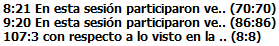 8:21 En esta sesión participaron ve.. (70:70)
9:20 En esta sesión participaron ve.. (86:86)
107:3 con respecto a lo visto en la .. (8:8)